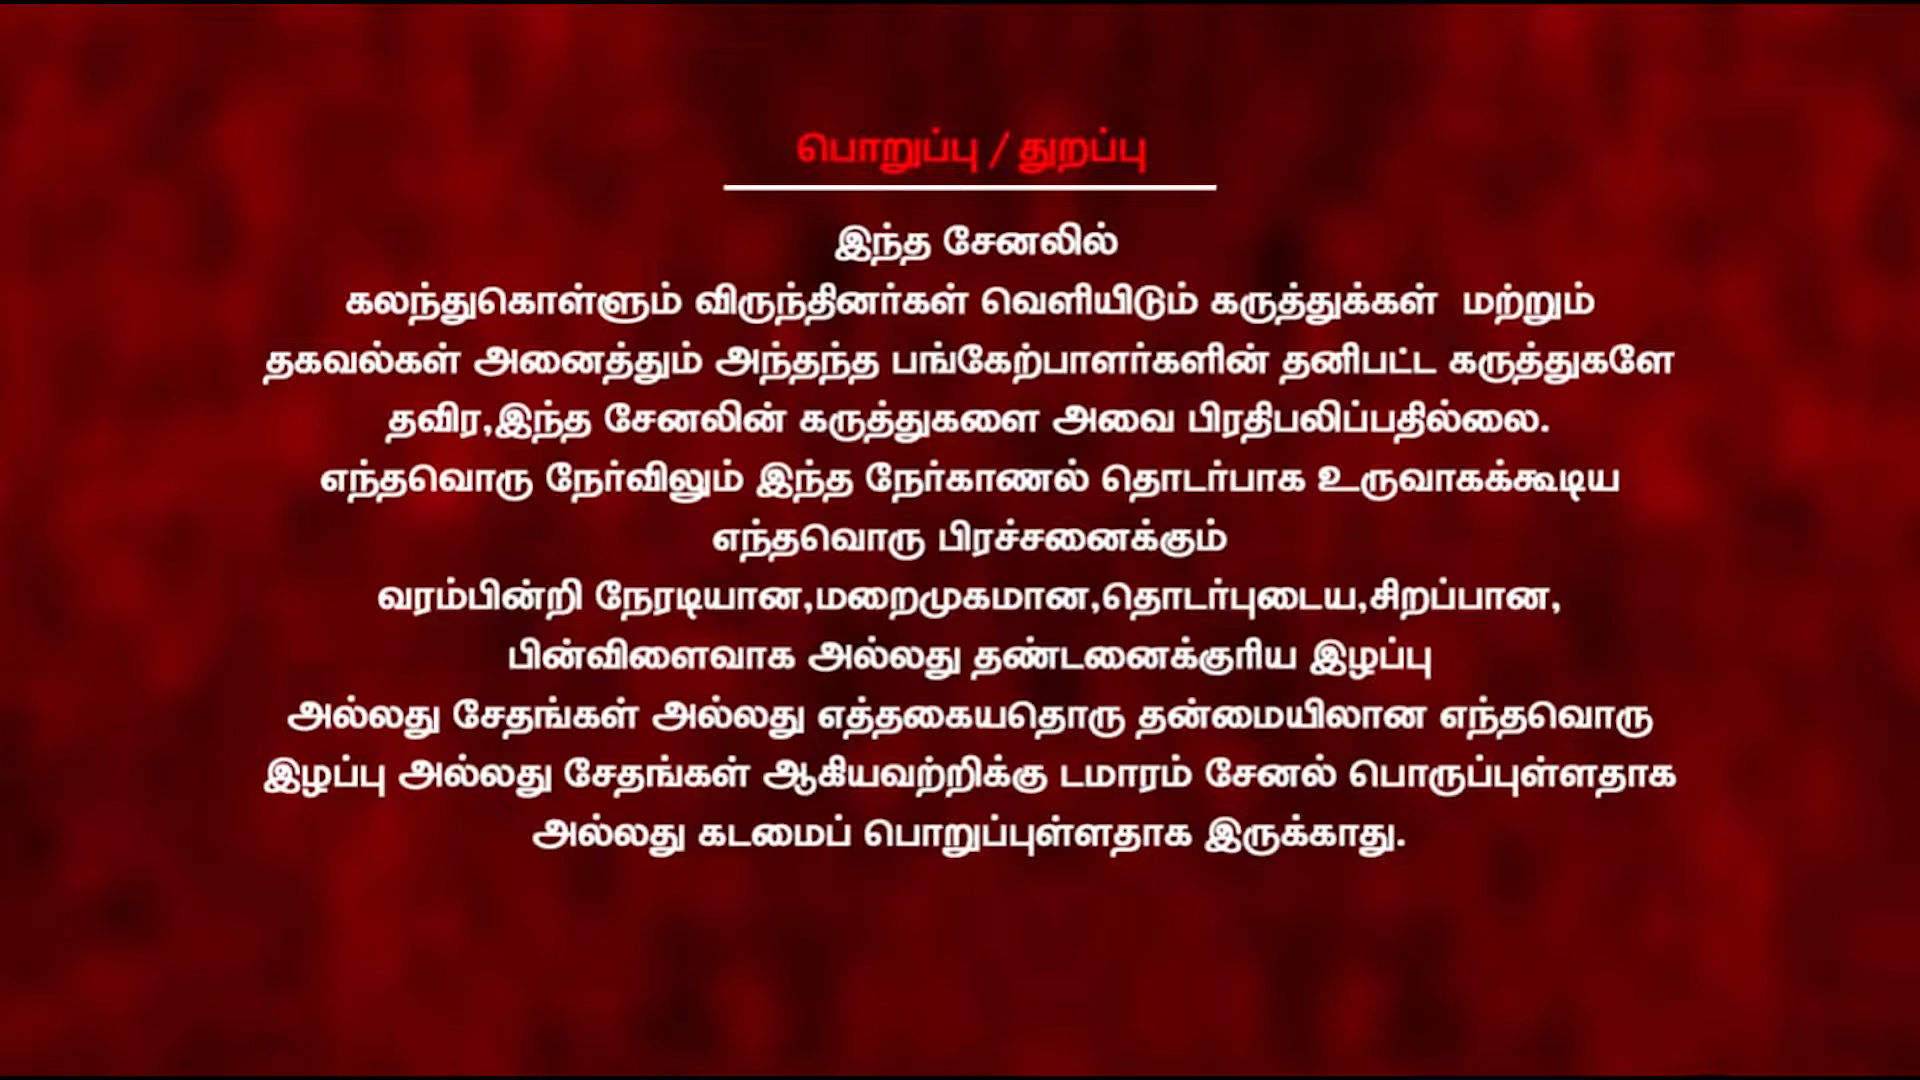 பொறுப்பு / துறப்பு
இந்த சேனலில்
கலந்துகொள்ளும் விருந்தினர்கள் வெளியிடும் கருத்துக்கள் மற்றும்
தகவல்கள் அனைத்தும் அந்தந்த பங்கேற்பாளர்களின் தனிபட்ட கருத்துகளே
தவிர,இந்த சேனலின் கருத்துகளை அவை பிரதிபலிப்பதில்லை.
எந்தவொரு நேர்விலும் இந்த நேர்காணல் தொடர்பாக உருவாகக்கூடிய
எந்தவொரு பிரச்சனைக்கும்
வரம்பின்றி நேரடியான,மறைமுகமான,தொடர்புடைய,சிறப்பான,
பின்விளைவாக அல்லது தண்டனைக்குரிய இழப்பு
அல்லது சேதங்கள் அல்லது எத்தகையதொரு தன்மையிலான எந்தவொரு
இழப்பு அல்லது சேதங்கள் ஆகியவற்றிக்கு டமாரம் சேனல் பொருப்புள்ளதாக
அல்லது கடமைப் பொறுப்புள்ளதாக இருக்காது.